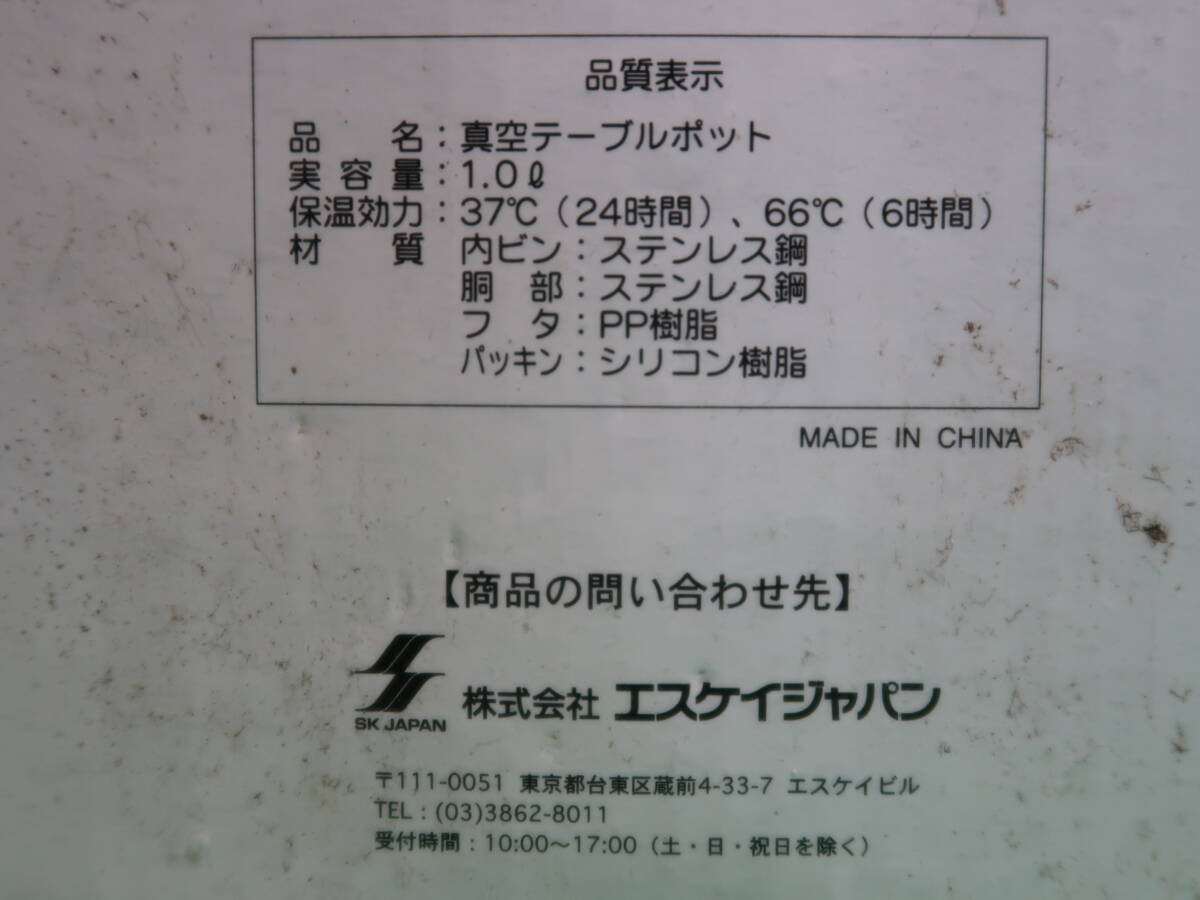 品質表示
品名：真空テーブルポット
実容量：1.0ℓ
保温効力：37℃（24時間）、66℃（6時間）
材質 内ビン：ステンレス鋼
胴部：ステンレス鋼
フタ：PP樹脂
パッキン：シリコン樹脂
MADE IN CHINA
【商品の問い合わせ先】
SK JAPAN 株式会社 エスケイジャパン
〒111-0051 東京都台東区蔵前4-33-7 エスケイビル
TEL：(03)3862-8011
受付時間：10:00～17:00（土・日・祝日を除く）